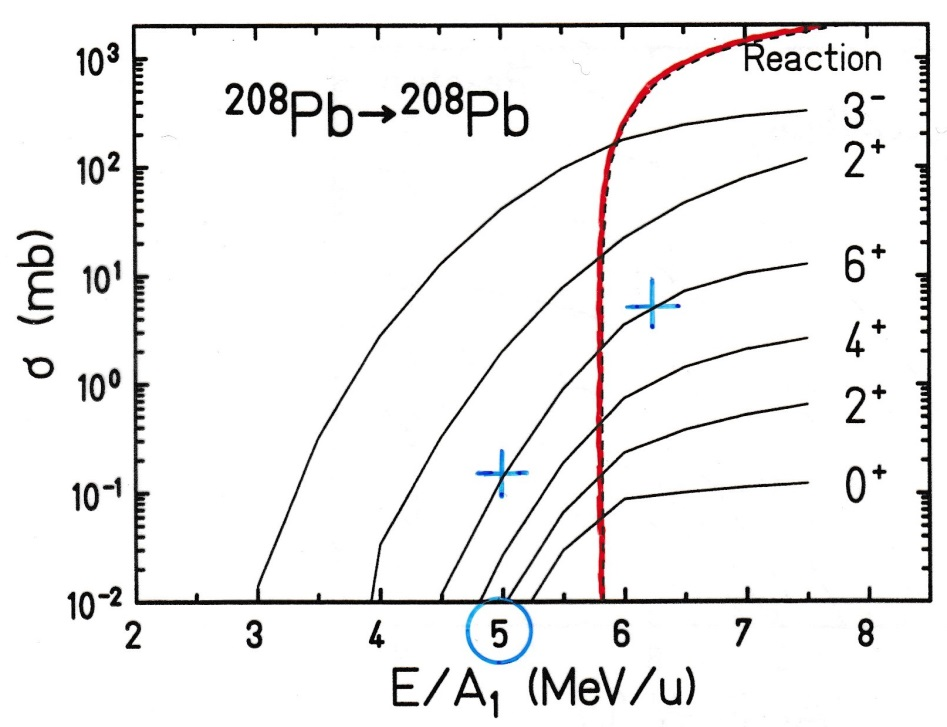 10³
10²
10¹
10⁰
10⁻¹
10⁻²
σ (mb)
²⁰⁸Pb→²⁰⁸Pb
Reaction
3⁻
2⁺
6⁺
4⁺
2⁺
0⁺
2 3 4 5 6 7 8
E/A₁ (MeV/u)